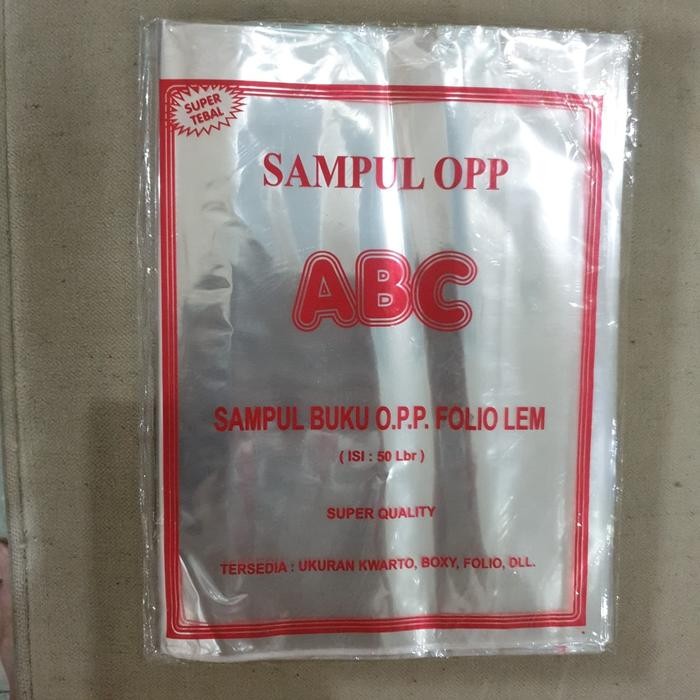 SUPER
TEBAL
SAMPUL OPP
ABC
SAMPUL BUKU O.P.P. FOLIO LEM
( ISI : 50 Lbr )
SUPER QUALITY
TERSEDIA : UKURAN KWARTO, BOXY, FOLIO, DLL.